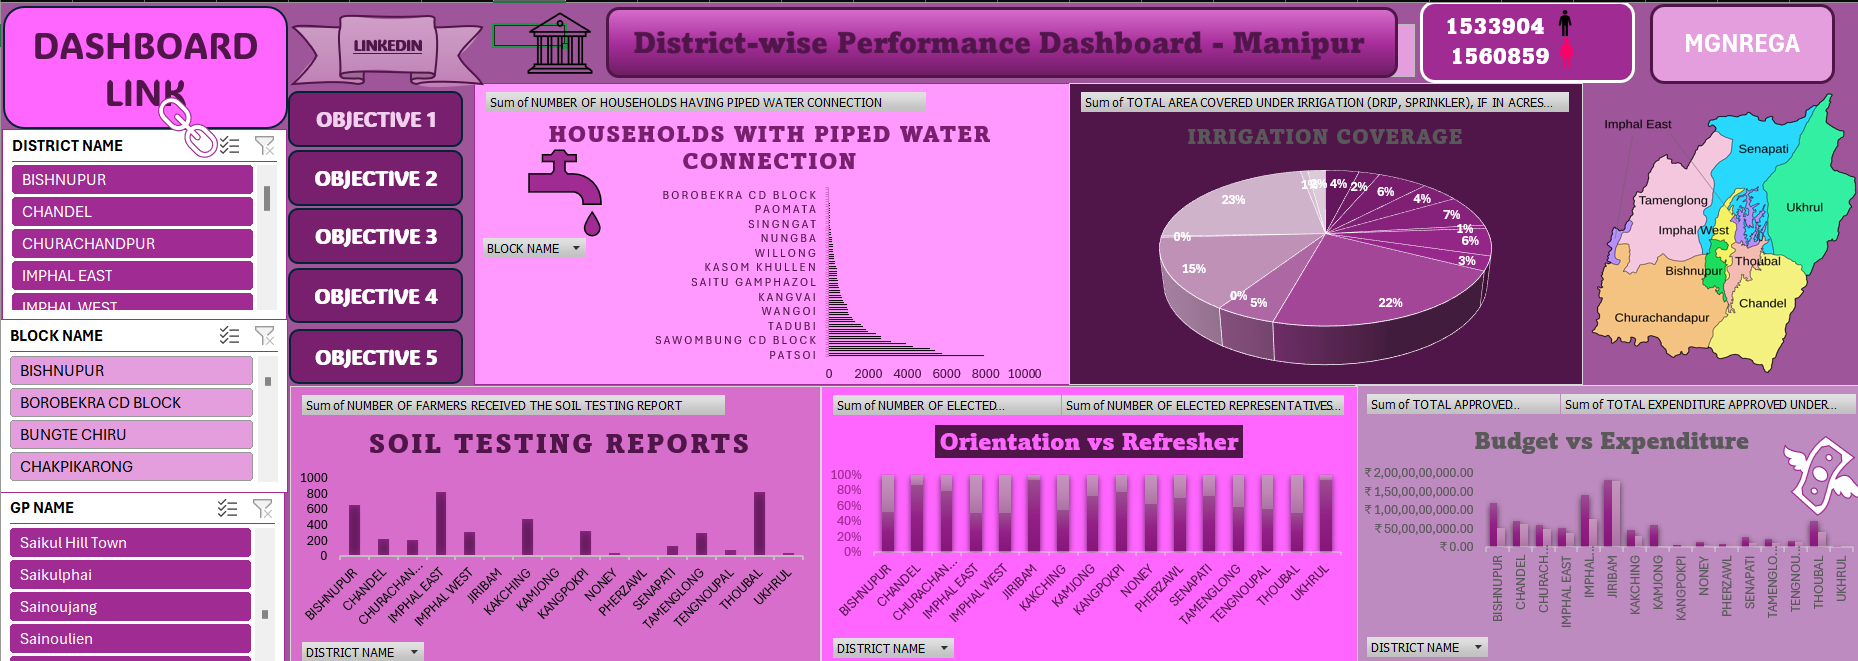 DASHBOARD
LINK
LINKEDIN
District-wise Performance Dashboard - Manipur
1533904
1560859
MGNREGA
DISTRICT NAME
BISHNUPUR
CHANDEL
CHURACHANDPUR
IMPHAL EAST
IMPHAL WEST
BLOCK NAME
BISHNUPUR
BOROBEKRA CD BLOCK
BUNGTE CHIRU
CHAKPIKARONG
GP NAME
Saikul Hill Town
Saikulphai
Sainoujang
Sainoulien
OBJECTIVE 1
OBJECTIVE 2
OBJECTIVE 3
OBJECTIVE 4
OBJECTIVE 5
Sum of NUMBER OF HOUSEHOLDS HAVING PIPED WATER CONNECTION
HOUSEHOLDS WITH PIPED WATER
CONNECTION
BLOCK NAME
BOROBEKRA CD BLOCK
PAOMATA
SINGNGAT
NUNGBA
WILLONG
KASOM KHULLEN
SAITU GAMPHAZOL
KANGVAI
WANGOI
TADUBI
SAWOMBUNG CD BLOCK
PATSOI
0 2000 4000 6000 8000 10000
Sum of TOTAL AREA COVERED UNDER IRRIGATION (DRIP, SPRINKLER), IF IN ACRES...
IRRIGATION COVERAGE
4%
2%
6%
4%
7%
1%
6%
3%
22%
5%
0%
15%
0%
23%
Imphal East
Senapati
Tamenglong
Ukhrul
Imphal West
Thoubal
Bishnupur
Chandel
Churachandapur
Sum of NUMBER OF FARMERS RECEIVED THE SOIL TESTING REPORT
SOIL TESTING REPORTS
1000
800
600
400
200
0
BISHNUPUR
CHANDEL
CHURACHAN...
IMPHAL EAST
IMPHAL WEST
JIRIBAM
KAKCHING
KAMJONG
KANGPOKPI
NONEY
PHERZAWL
SENAPATI
TAMENGLONG
TENGNOUPAL
THOUBAL
UKHRUL
DISTRICT NAME
Sum of NUMBER OF ELECTED...
Sum of NUMBER OF ELECTED REPRESENTATIVES...
Orientation vs Refresher
100%
80%
60%
40%
20%
0%
BISHNUPUR
CHANDEL
CHURACHAN...
IMPHAL EAST
IMPHAL WEST
JIRIBAM
KAKCHING
KAMJONG
KANGPOKPI
NONEY
PHERZAWL
SENAPATI
TAMENGLONG
TENGNOUPAL
THOUBAL
UKHRUL
DISTRICT NAME
Sum of TOTAL APPROVED...
Sum of TOTAL EXPENDITURE APPROVED UNDER...
Budget vs Expenditure
₹ 2,00,00,00,000.00
₹ 1,50,00,00,000.00
₹ 1,00,00,00,000.00
₹ 50,00,00,000.00
₹ 0.00
BISHNUPUR
CHANDEL
CHURACH...
IMPHAL EAST
IMPHAL...
JIRIBAM
KAKCHING
KAMJONG
KANGPOKPI
NONEY
PHERZAWL
SENAPATI
TAMENGLO...
TENGNOU...
THOUBAL
UKHRUL
DISTRICT NAME